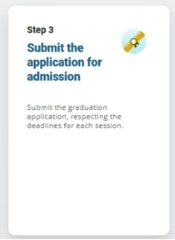 Step 3
Submit the
application for
admission
Submit the graduation
application, respecting the
deadlines for each session.